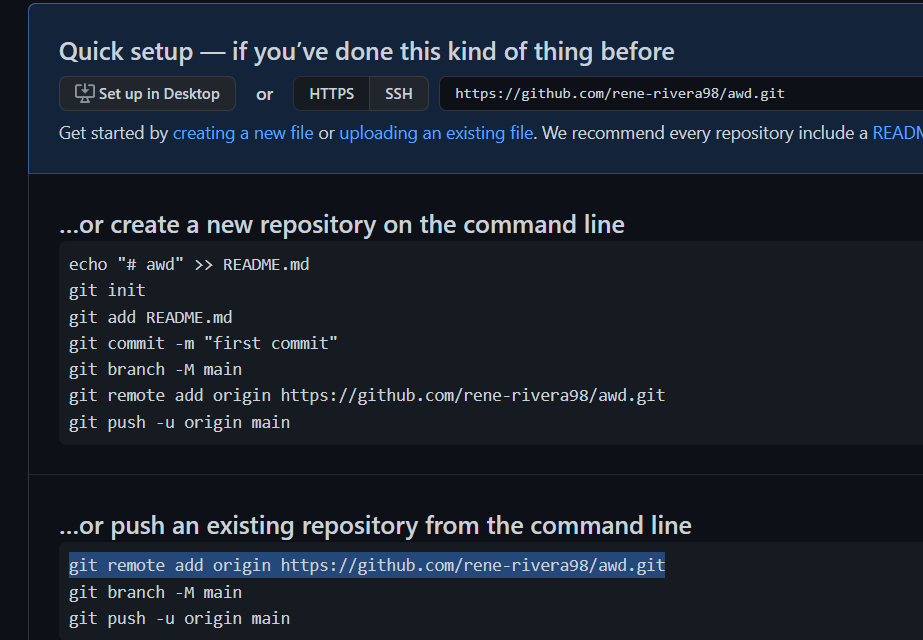 Quick setup — if you’ve done this kind of thing before
Set up in Desktop or HTTPS SSH https://github.com/rene-rivera98/awd.git
Get started by creating a new file or uploading an existing file. We recommend every repository include a READM
...or create a new repository on the command line
echo "# awd" >> README.md
git init
git add README.md
git commit -m "first commit"
git branch -M main
git remote add origin https://github.com/rene-rivera98/awd.git
git push -u origin main
...or push an existing repository from the command line
git remote add origin https://github.com/rene-rivera98/awd.git
git branch -M main
git push -u origin main